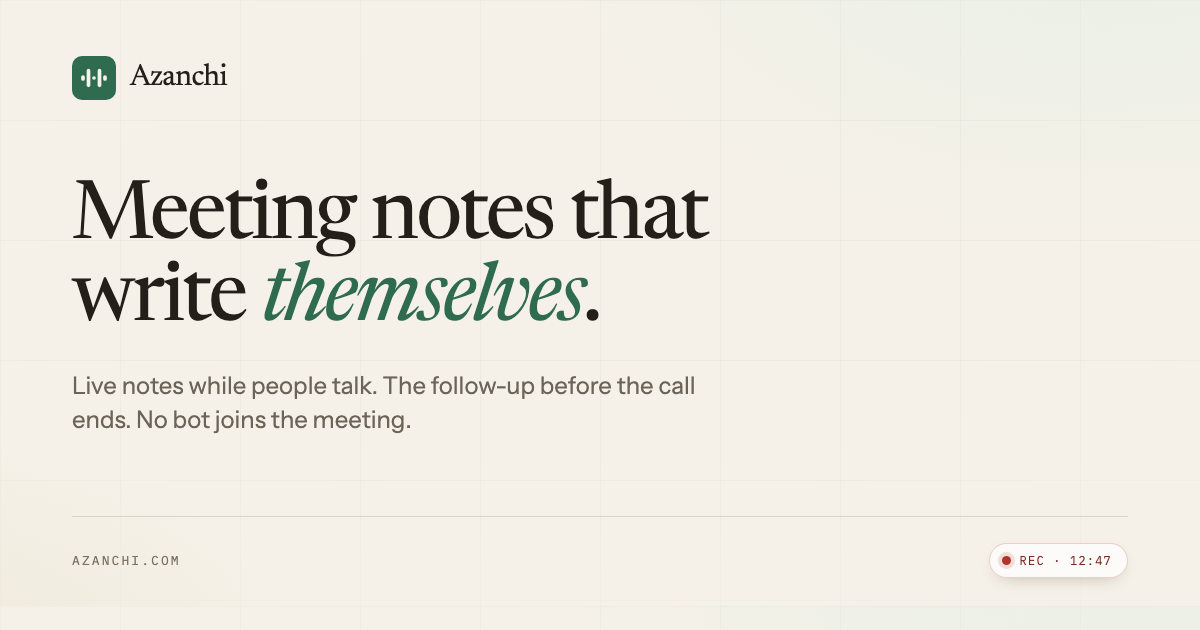 Azanchi
Meeting notes that
write themselves.
Live notes while people talk. The follow-up before the call
ends. No bot joins the meeting.
AZANCHI.COM
REC · 12:47